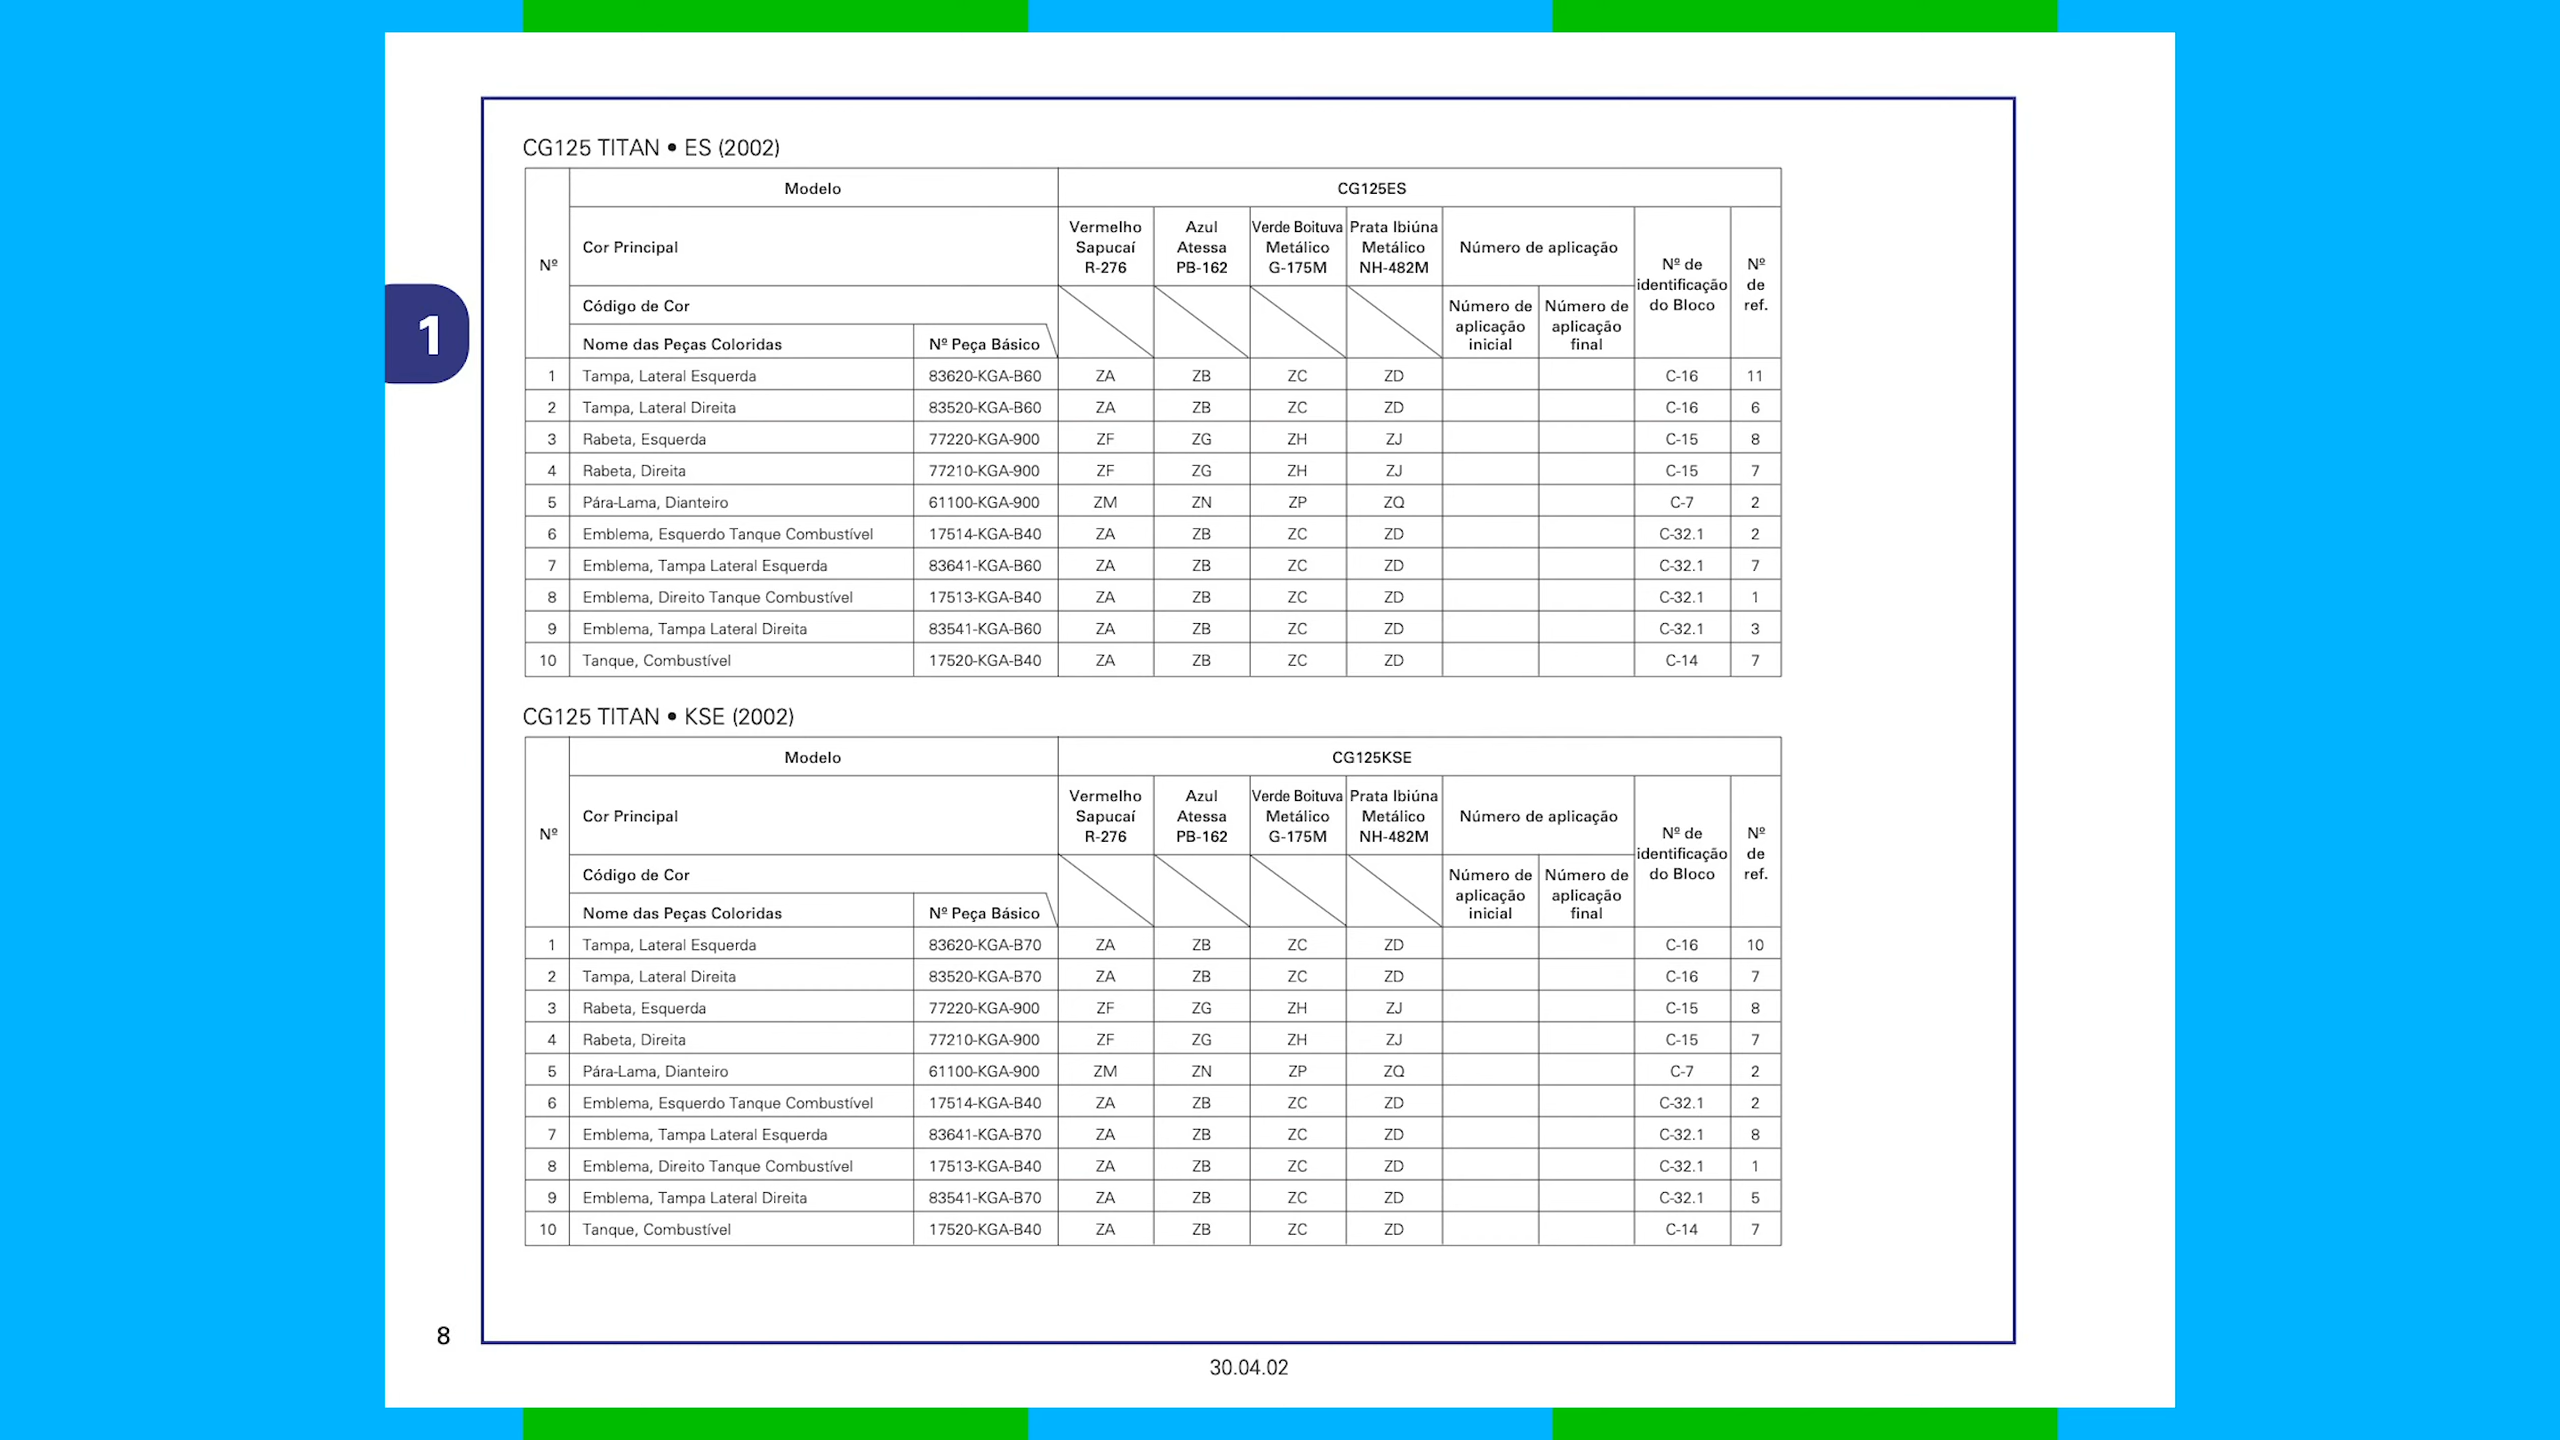 CG125 TITAN • ES (2002)
Nº Modelo CG125ES
Cor Principal Vermelho Sapucaí R-276 Azul Atessa PB-162 Verde Boituva Metálico G-175M Prata Ibiúna Metálico NH-482M Número de aplicação Nº de identificação do Bloco Nº de ref.
Código de Cor Número de aplicação inicial Número de aplicação final
Nome das Peças Coloridas Nº Peça Básico
1 Tampa, Lateral Esquerda 83620-KGA-B60 ZA ZB ZC ZD C-16 11
2 Tampa, Lateral Direita 83520-KGA-B60 ZA ZB ZC ZD C-16 6
3 Rabeta, Esquerda 77220-KGA-900 ZF ZG ZH ZJ C-15 8
4 Rabeta, Direita 77210-KGA-900 ZF ZG ZH ZJ C-15 7
5 Pára-Lama, Dianteiro 61100-KGA-900 ZM ZN ZP ZQ C-7 2
6 Emblema, Esquerdo Tanque Combustível 17514-KGA-B40 ZA ZB ZC ZD C-32.1 2
7 Emblema, Tampa Lateral Esquerda 83641-KGA-B60 ZA ZB ZC ZD C-32.1 7
8 Emblema, Direito Tanque Combustível 17513-KGA-B40 ZA ZB ZC ZD C-32.1 1
9 Emblema, Tampa Lateral Direita 83541-KGA-B60 ZA ZB ZC ZD C-32.1 3
10 Tanque, Combustível 17520-KGA-B40 ZA ZB ZC ZD C-14 7
1
CG125 TITAN • KSE (2002)
Nº Modelo CG125KSE
Cor Principal Vermelho Sapucaí R-276 Azul Atessa PB-162 Verde Boituva Metálico G-175M Prata Ibiúna Metálico NH-482M Número de aplicação Nº de identificação do Bloco Nº de ref.
Código de Cor Número de aplicação inicial Número de aplicação final
Nome das Peças Coloridas Nº Peça Básico
1 Tampa, Lateral Esquerda 83620-KGA-B70 ZA ZB ZC ZD C-16 10
2 Tampa, Lateral Direita 83520-KGA-B70 ZA ZB ZC ZD C-16 7
3 Rabeta, Esquerda 77220-KGA-900 ZF ZG ZH ZJ C-15 8
4 Rabeta, Direita 77210-KGA-900 ZF ZG ZH ZJ C-15 7
5 Pára-Lama, Dianteiro 61100-KGA-900 ZM ZN ZP ZQ C-7 2
6 Emblema, Esquerdo Tanque Combustível 17514-KGA-B40 ZA ZB ZC ZD C-32.1 2
7 Emblema, Tampa Lateral Esquerda 83641-KGA-B70 ZA ZB ZC ZD C-32.1 8
8 Emblema, Direito Tanque Combustível 17513-KGA-B40 ZA ZB ZC ZD C-32.1 1
9 Emblema, Tampa Lateral Direita 83541-KGA-B70 ZA ZB ZC ZD C-32.1 5
10 Tanque, Combustível 17520-KGA-B40 ZA ZB ZC ZD C-14 7
8
30.04.02